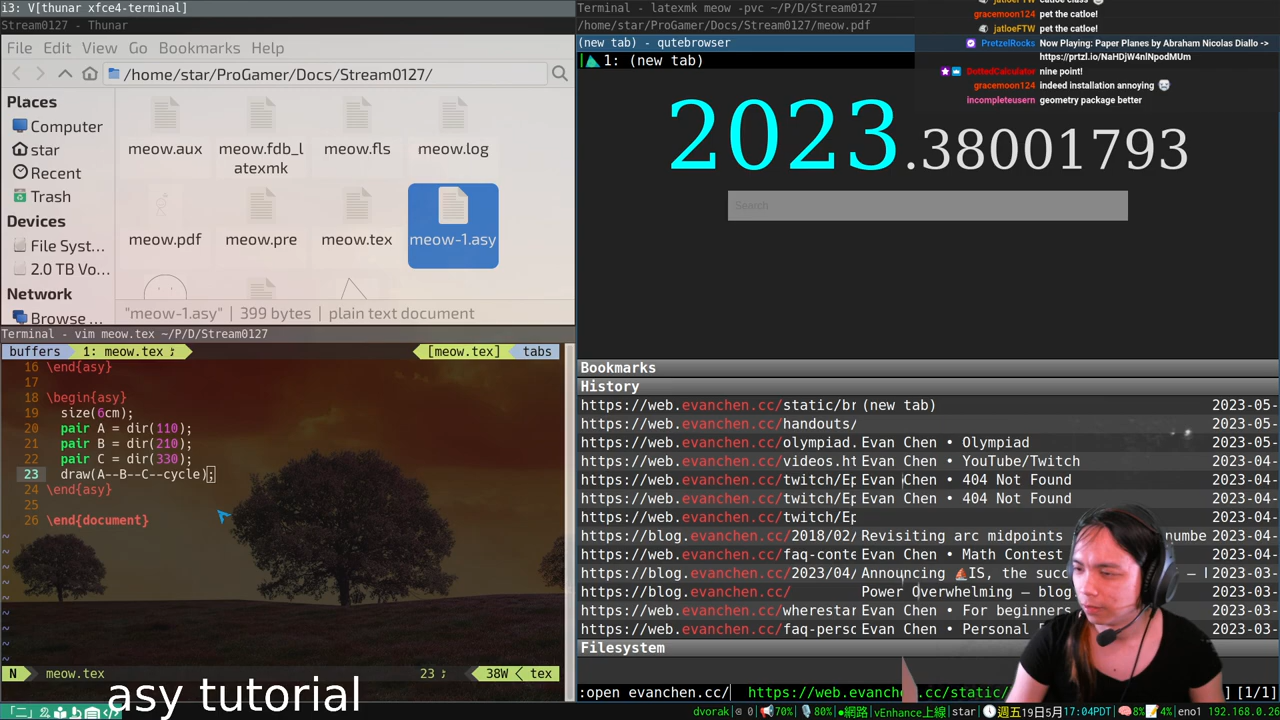 i3: V[thunar xfce4-terminal]
Stream0127 - Thunar
File Edit View Go Bookmarks Help
/home/star/ProGamer/Docs/Stream0127/
Places
Computer
star
Recent
Trash
Devices
File Syst…
2.0 TB Vo…
Network
Browse …
meow.aux
meow.fdb_l
atexmk
meow.fls
meow.log
meow.pdf
meow.pre
meow.tex
meow-1.asy
"meow-1.asy" | 399 bytes | plain text document
Terminal - vim meow.tex ~/P/D/Stream0127
buffers 1: meow.tex [meow.tex] tabs
16 \end{asy}
17
18 \begin{asy}
19 size(6cm);
20 pair A = dir(110);
21 pair B = dir(210);
22 pair C = dir(330);
23 draw(A--B--C--cycle);
24 \end{asy}
25
26 \end{document}
~
~
~
~
~
~
~
~
~
N meow.tex 23 38W < tex
asy tutorial
Terminal - latexmk meow -pvc ~/P/D/Stream0127
/home/star/ProGamer/Docs/Stream0127/meow.pdf
(new tab) - qutebrowser
1: (new tab)
jatloeFTW catloe class
gracemoon124 pet the catloe!
jatloeFTW pet the catloe!
PretzelRocks Now Playing: Paper Planes by Abraham Nicolas Diallo ->
https://prtzl.io/NaHDjW4nlNpodMUm
DottedCalculator nine point!
gracemoon124 indeed installation annoying
incompleteusern geometry package better
2023.38001793
Search
Bookmarks
History
https://web.evanchen.cc/static/br (new tab) 2023-05-
https://web.evanchen.cc/handouts/ 2023-05-
https://web.evanchen.cc/olympiad. Evan Chen • Olympiad 2023-05-
https://web.evanchen.cc/videos.ht Evan Chen • YouTube/Twitch 2023-04-
https://web.evanchen.cc/twitch/Ep Evan Chen • 404 Not Found 2023-04-
https://web.evanchen.cc/twitch/Ep Evan Chen • 404 Not Found 2023-04-
https://web.evanchen.cc/twitch/Ep 2023-04-
https://blog.evanchen.cc/2018/02/ Revisiting arc midpoints numbe 2023-04-
https://web.evanchen.cc/faq-conte Evan Chen • Math Contest 2023-04-
https://blog.evanchen.cc/2023/04/ Announcing ⛵IS, the succ 2023-03-
https://blog.evanchen.cc/ Power Overwhelming — blog 2023-03-
https://web.evanchen.cc/wherestar Evan Chen • For beginners 2023-03-
https://web.evanchen.cc/faq-perso Evan Chen • Personal 2023-03-
Filesystem
:open evanchen.cc/ https://web.evanchen.cc/static/ ] [1/1]
dvorak 0 70% 80% 網路 vEnhance上線 star 週五19日5月17:04PDT 8% 4% eno1 192.168.0.26